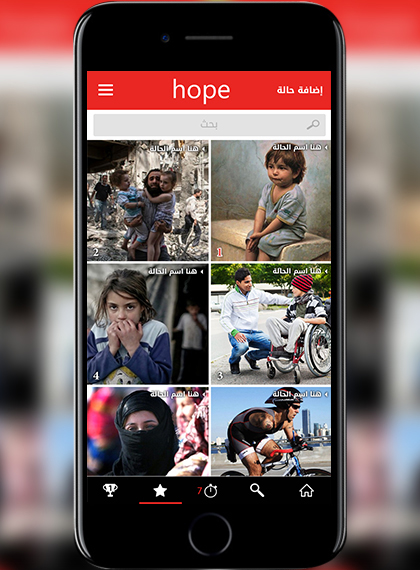 hope
إضافة حالة
بحث
هنا اسم الحالة
1
هنا اسم الحالة
2
هنا اسم الحالة
3
هنا اسم الحالة
4
هنا اسم الحالة
هنا اسم الحالة
7
1